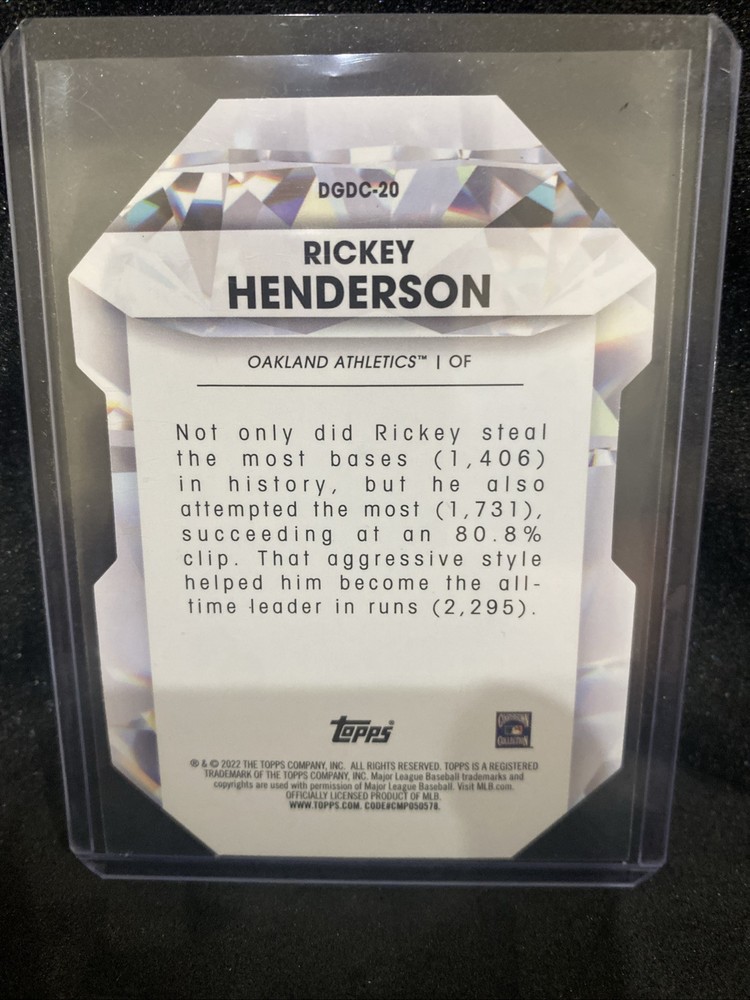 DGDC-20
RICKEY
HENDERSON
OAKLAND ATHLETICS™ | OF
Not only did Rickey steal
the most bases (1,406)
in history, but he also
attempted the most (1,731),
succeeding at an 80.8%
clip. That aggressive style
helped him become the all-
time leader in runs (2,295).
Topps®
COOPERSTOWN
COLLECTION
® & © 2022 THE TOPPS COMPANY, INC. ALL RIGHTS RESERVED. TOPPS IS A REGISTERED
TRADEMARK OF THE TOPPS COMPANY, INC. Major League Baseball trademarks and
copyrights are used with permission of Major League Baseball. Visit MLB.com.
OFFICIALLY LICENSED PRODUCT OF MLB.
WWW.TOPPS.COM. CODE#CMP050578.